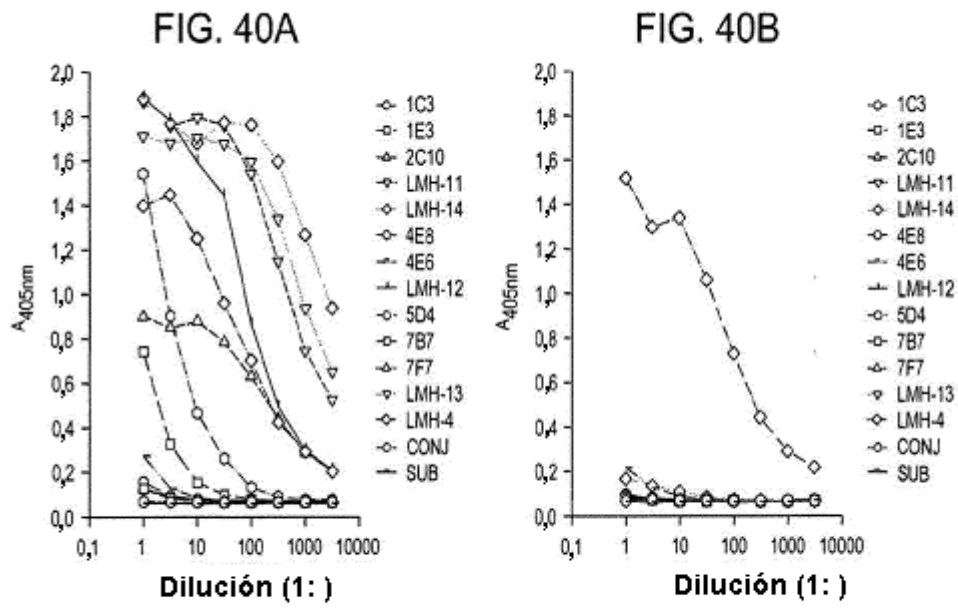 FIG. 40A
2,0
1,8
1,6
1,4
1,2
1,0
0,8
0,6
0,4
0,2
0,0
A405nm
0,1
1
10
100
1000
10000
Dilución (1: )
1C3
1E3
2C10
LMH-11
LMH-14
4E8
4E6
LMH-12
5D4
7B7
7F7
LMH-13
LMH-4
CONJ
SUB
FIG. 40B
2,0
1,8
1,6
1,4
1,2
1,0
0,8
0,6
0,4
0,2
0,0
A405nm
0,1
1
10
100
1000
10000
Dilución (1: )
1C3
1E3
2C10
LMH-11
LMH-14
4E8
4E6
LMH-12
5D4
7B7
7F7
LMH-13
LMH-4
CONJ
SUB